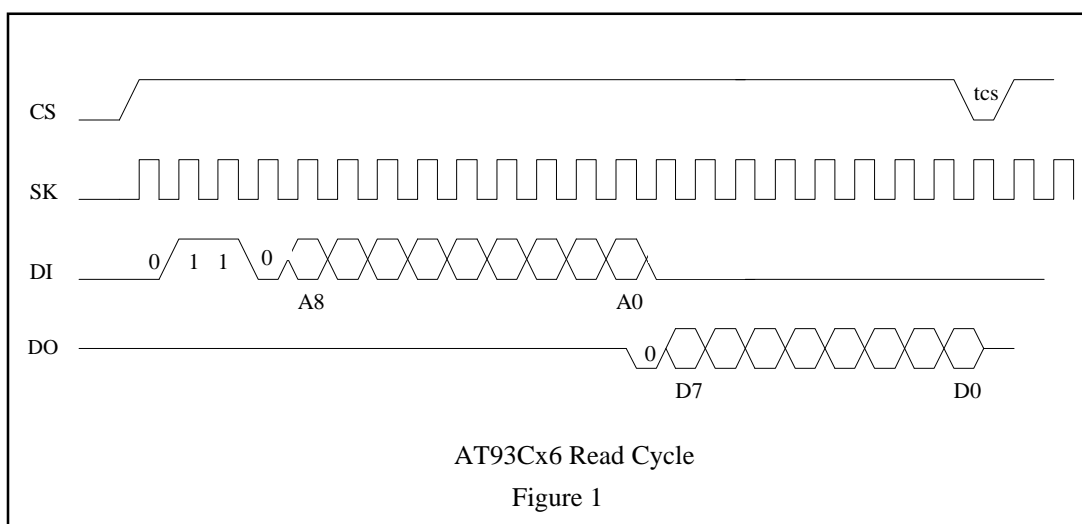 tcs
CS
SK
DI 0 1 1 0
A8 A0
DO 0
D7 D0
AT93Cx6 Read Cycle
Figure 1